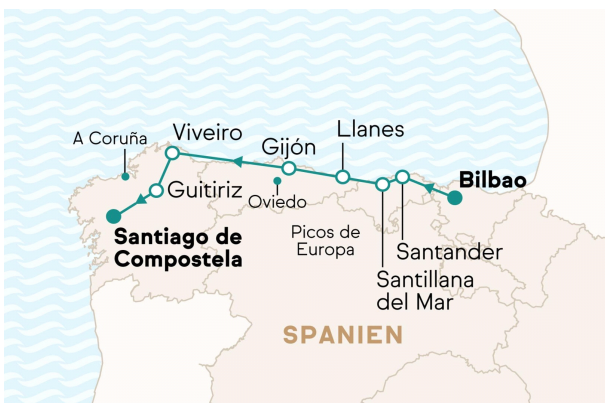 Viveiro
A Coruña
Gijón
Llanes
Guitiriz
Oviedo
Bilbao
Santiago de
Compostela
Picos de
Europa
Santander
Santillana
del Mar
SPANIEN